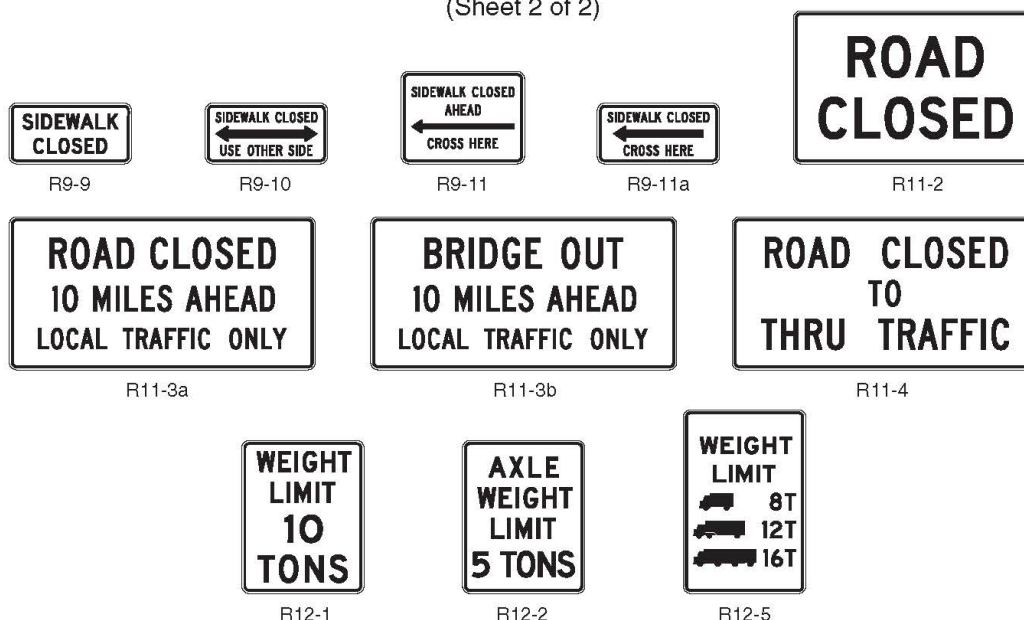 (Sheet 2 of 2)
SIDEWALK
CLOSED
R9-9
SIDEWALK CLOSED
USE OTHER SIDE
R9-10
SIDEWALK CLOSED
AHEAD
CROSS HERE
R9-11
SIDEWALK CLOSED
CROSS HERE
R9-11a
ROAD
CLOSED
R11-2
ROAD CLOSED
10 MILES AHEAD
LOCAL TRAFFIC ONLY
R11-3a
BRIDGE OUT
10 MILES AHEAD
LOCAL TRAFFIC ONLY
R11-3b
ROAD CLOSED
TO
THRU TRAFFIC
R11-4
WEIGHT
LIMIT
10
TONS
R12-1
AXLE
WEIGHT
LIMIT
5 TONS
R12-2
WEIGHT
LIMIT
8T
12T
16T
R12-5